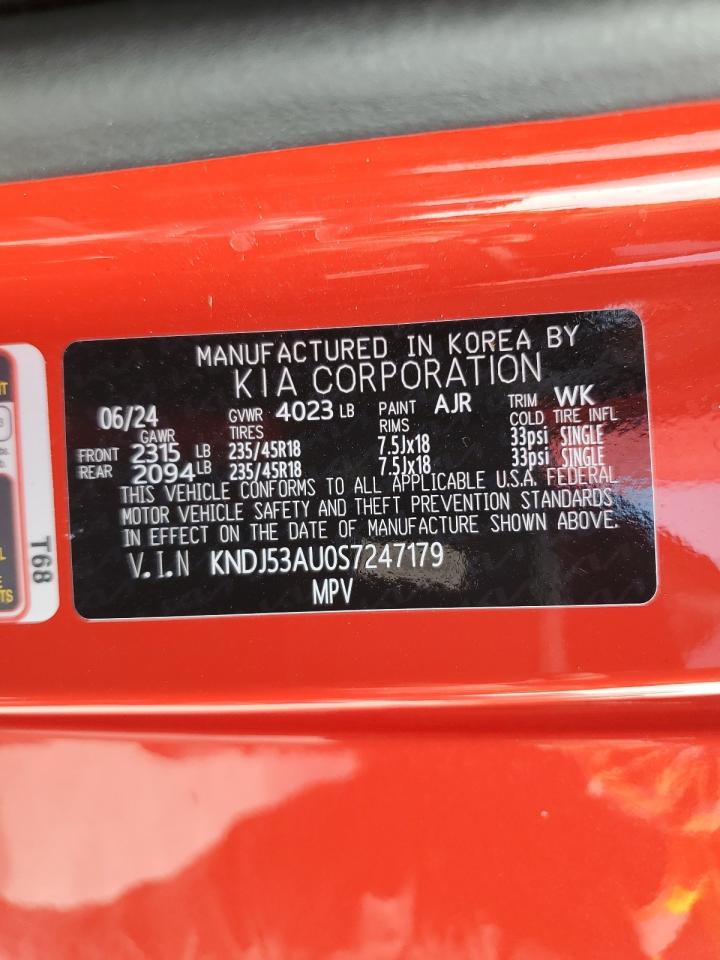 MANUFACTURED IN KOREA BY
KIA CORPORATION
06/24 GVWR 4023 LB PAINT AJR TRIM WK
GAWR TIRES RIMS COLD TIRE INFL
FRONT 2315 LB 235/45R18 7.5Jx18 33psi SINGLE
REAR 2094 LB 235/45R18 7.5Jx18 33psi SINGLE
THIS VEHICLE CONFORMS TO ALL APPLICABLE U.S.A. FEDERAL
MOTOR VEHICLE SAFETY AND THEFT PREVENTION STANDARDS
IN EFFECT ON THE DATE OF MANUFACTURE SHOWN ABOVE.
V.I.N KNDJ53AU0S7247179
MPV
T68